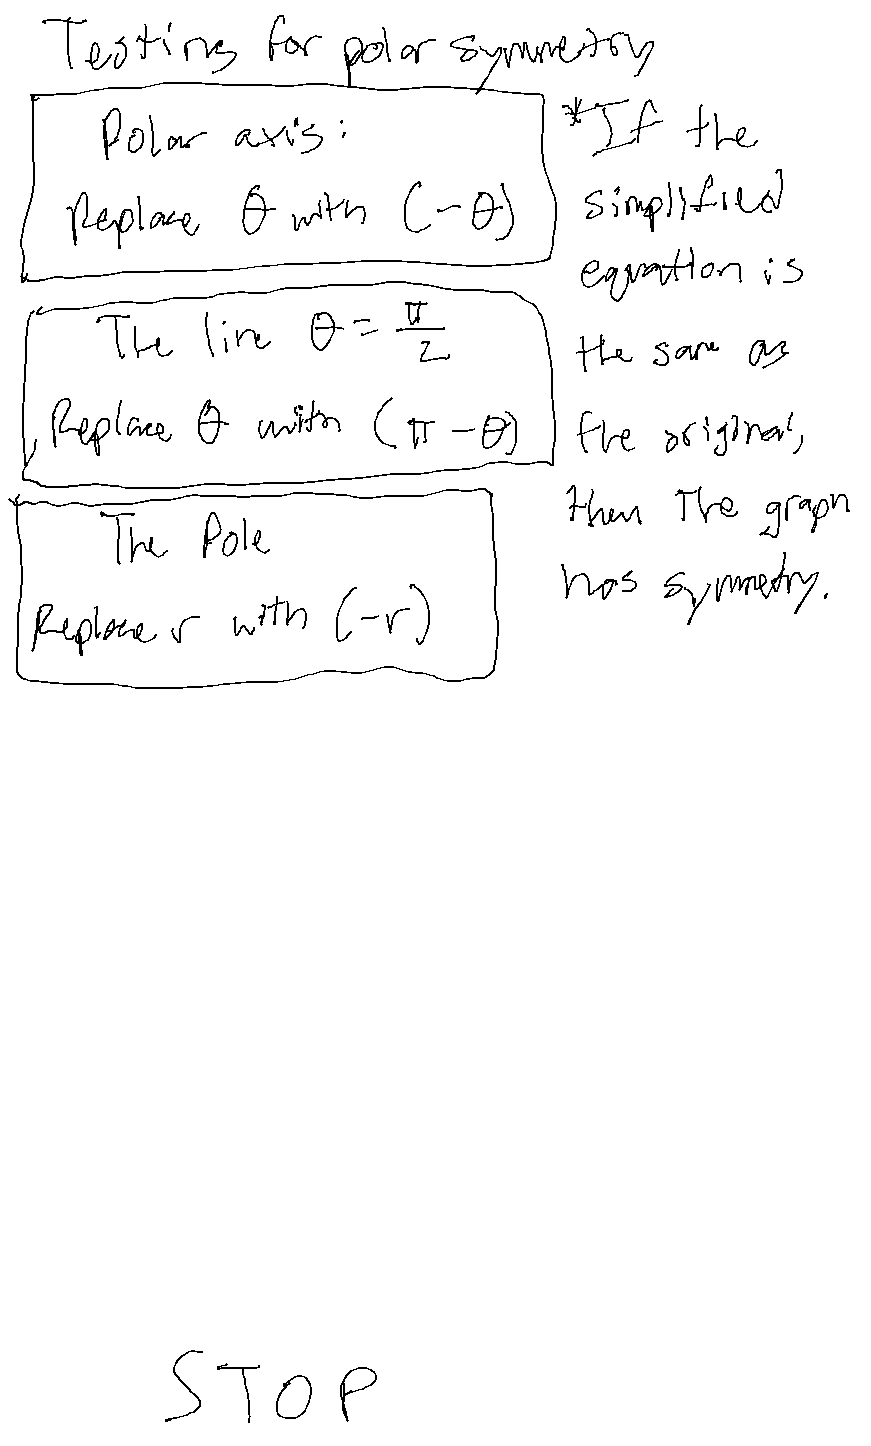 Testing for polar symmetry
Polar axis:
Replace θ with (-θ)
The line θ = π/2
Replace θ with (π - θ)
The Pole
Replace r with (-r)
*If the
simplified
equation is
the same as
the original,
then the graph
has symmetry.
STOP